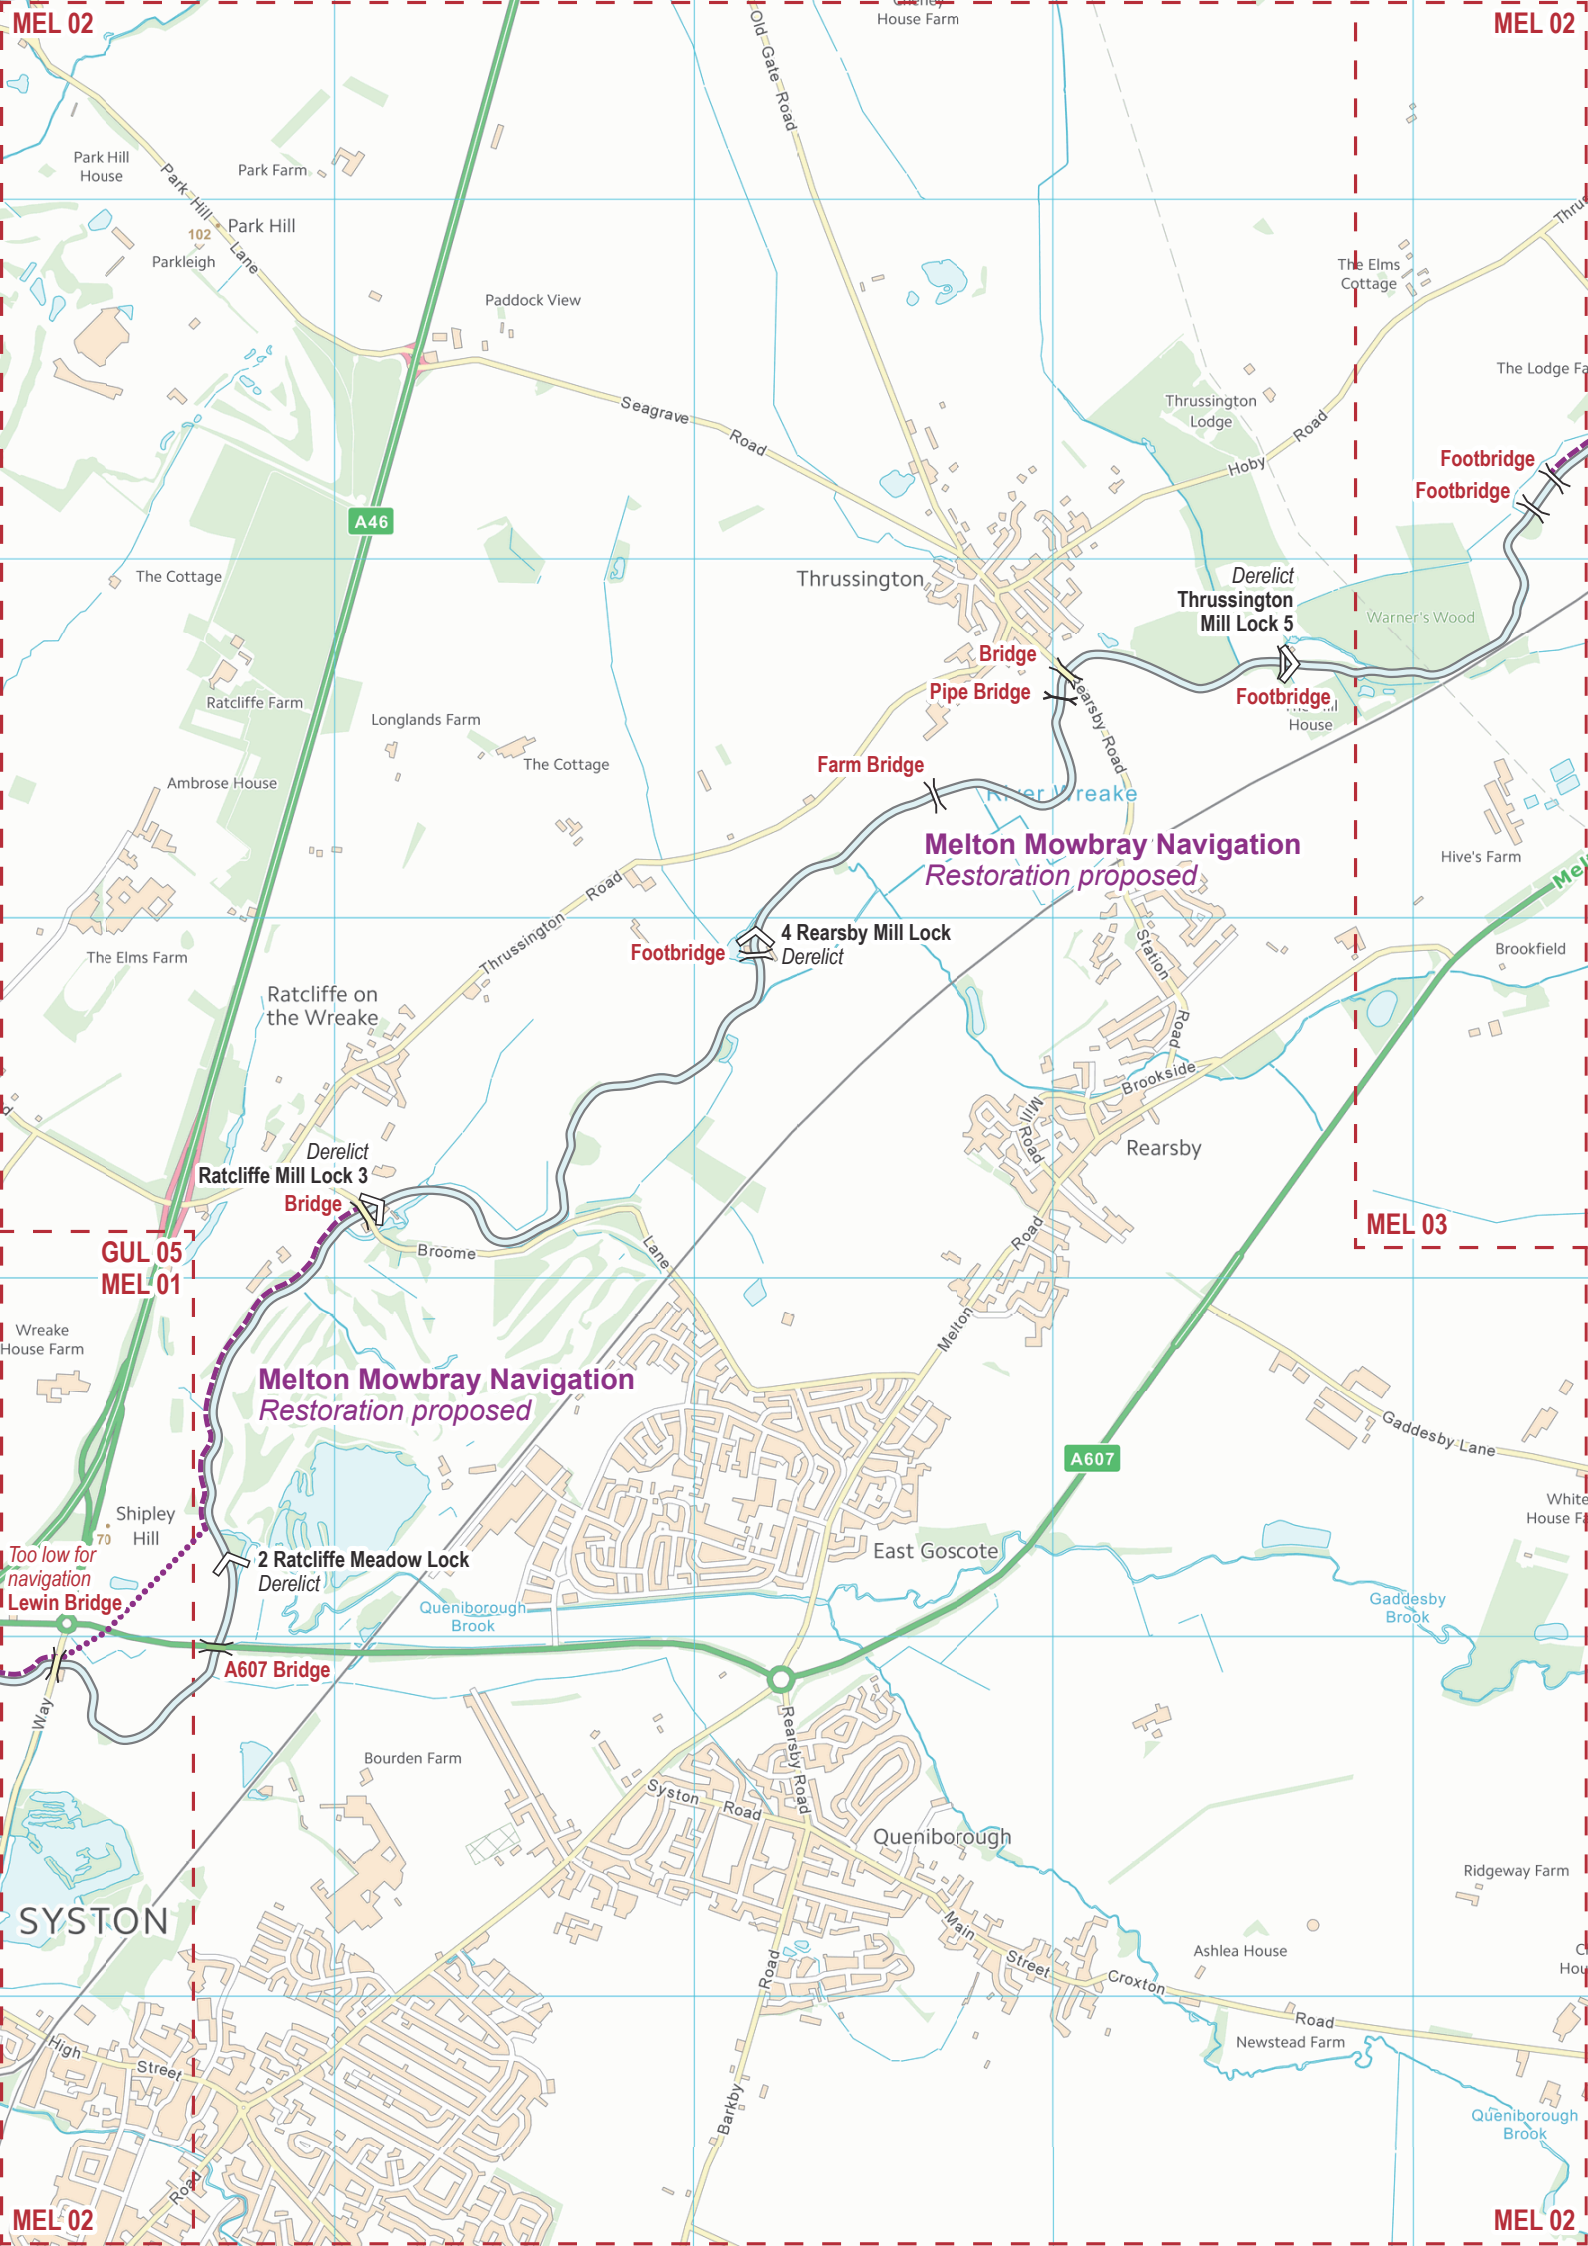 MEL 02
MEL 02
House Farm
Old Gate Road
Park Hill
House
Park Farm
Park Hill Lane
Park Hill
102
Parkleigh
Paddock View
The Elms
Cottage
The Lodge Fa
Seagrave Road
Thrussington
Lodge
Hoby Road
Footbridge
Footbridge
A46
The Cottage
Thrussington
Derelict
Thrussington
Mill Lock 5
Warner's Wood
Bridge
Pipe Bridge
Footbridge
House
Rearsby Road
Ratcliffe Farm
Longlands Farm
The Cottage
Farm Bridge
River Wreake
Ambrose House
Melton Mowbray Navigation
Restoration proposed
Hive's Farm
Mel
Thrussington Road
4 Rearsby Mill Lock
Derelict
Footbridge
Station Road
Brookfield
The Elms Farm
Ratcliffe on
the Wreake
Brookside
Mill Road
Rearsby
Derelict
Ratcliffe Mill Lock 3
Bridge
Broome Lane
MEL 03
GUL 05
MEL 01
Melton Road
Wreake
House Farm
Melton Mowbray Navigation
Restoration proposed
Gaddesby Lane
A607
Shipley
Hill
70
White
House Fa
Too low for
navigation
Lewin Bridge
2 Ratcliffe Meadow Lock
Derelict
East Goscote
Queniborough
Brook
Gaddesby
Brook
A607 Bridge
Way
Rearsby Road
Bourden Farm
Syston Road
Queniborough
Ridgeway Farm
SYSTON
Main Street
Ashlea House
Croxton Road
Newstead Farm
High Street
Barkby Road
Queniborough
Brook
Road
MEL 02
MEL 02